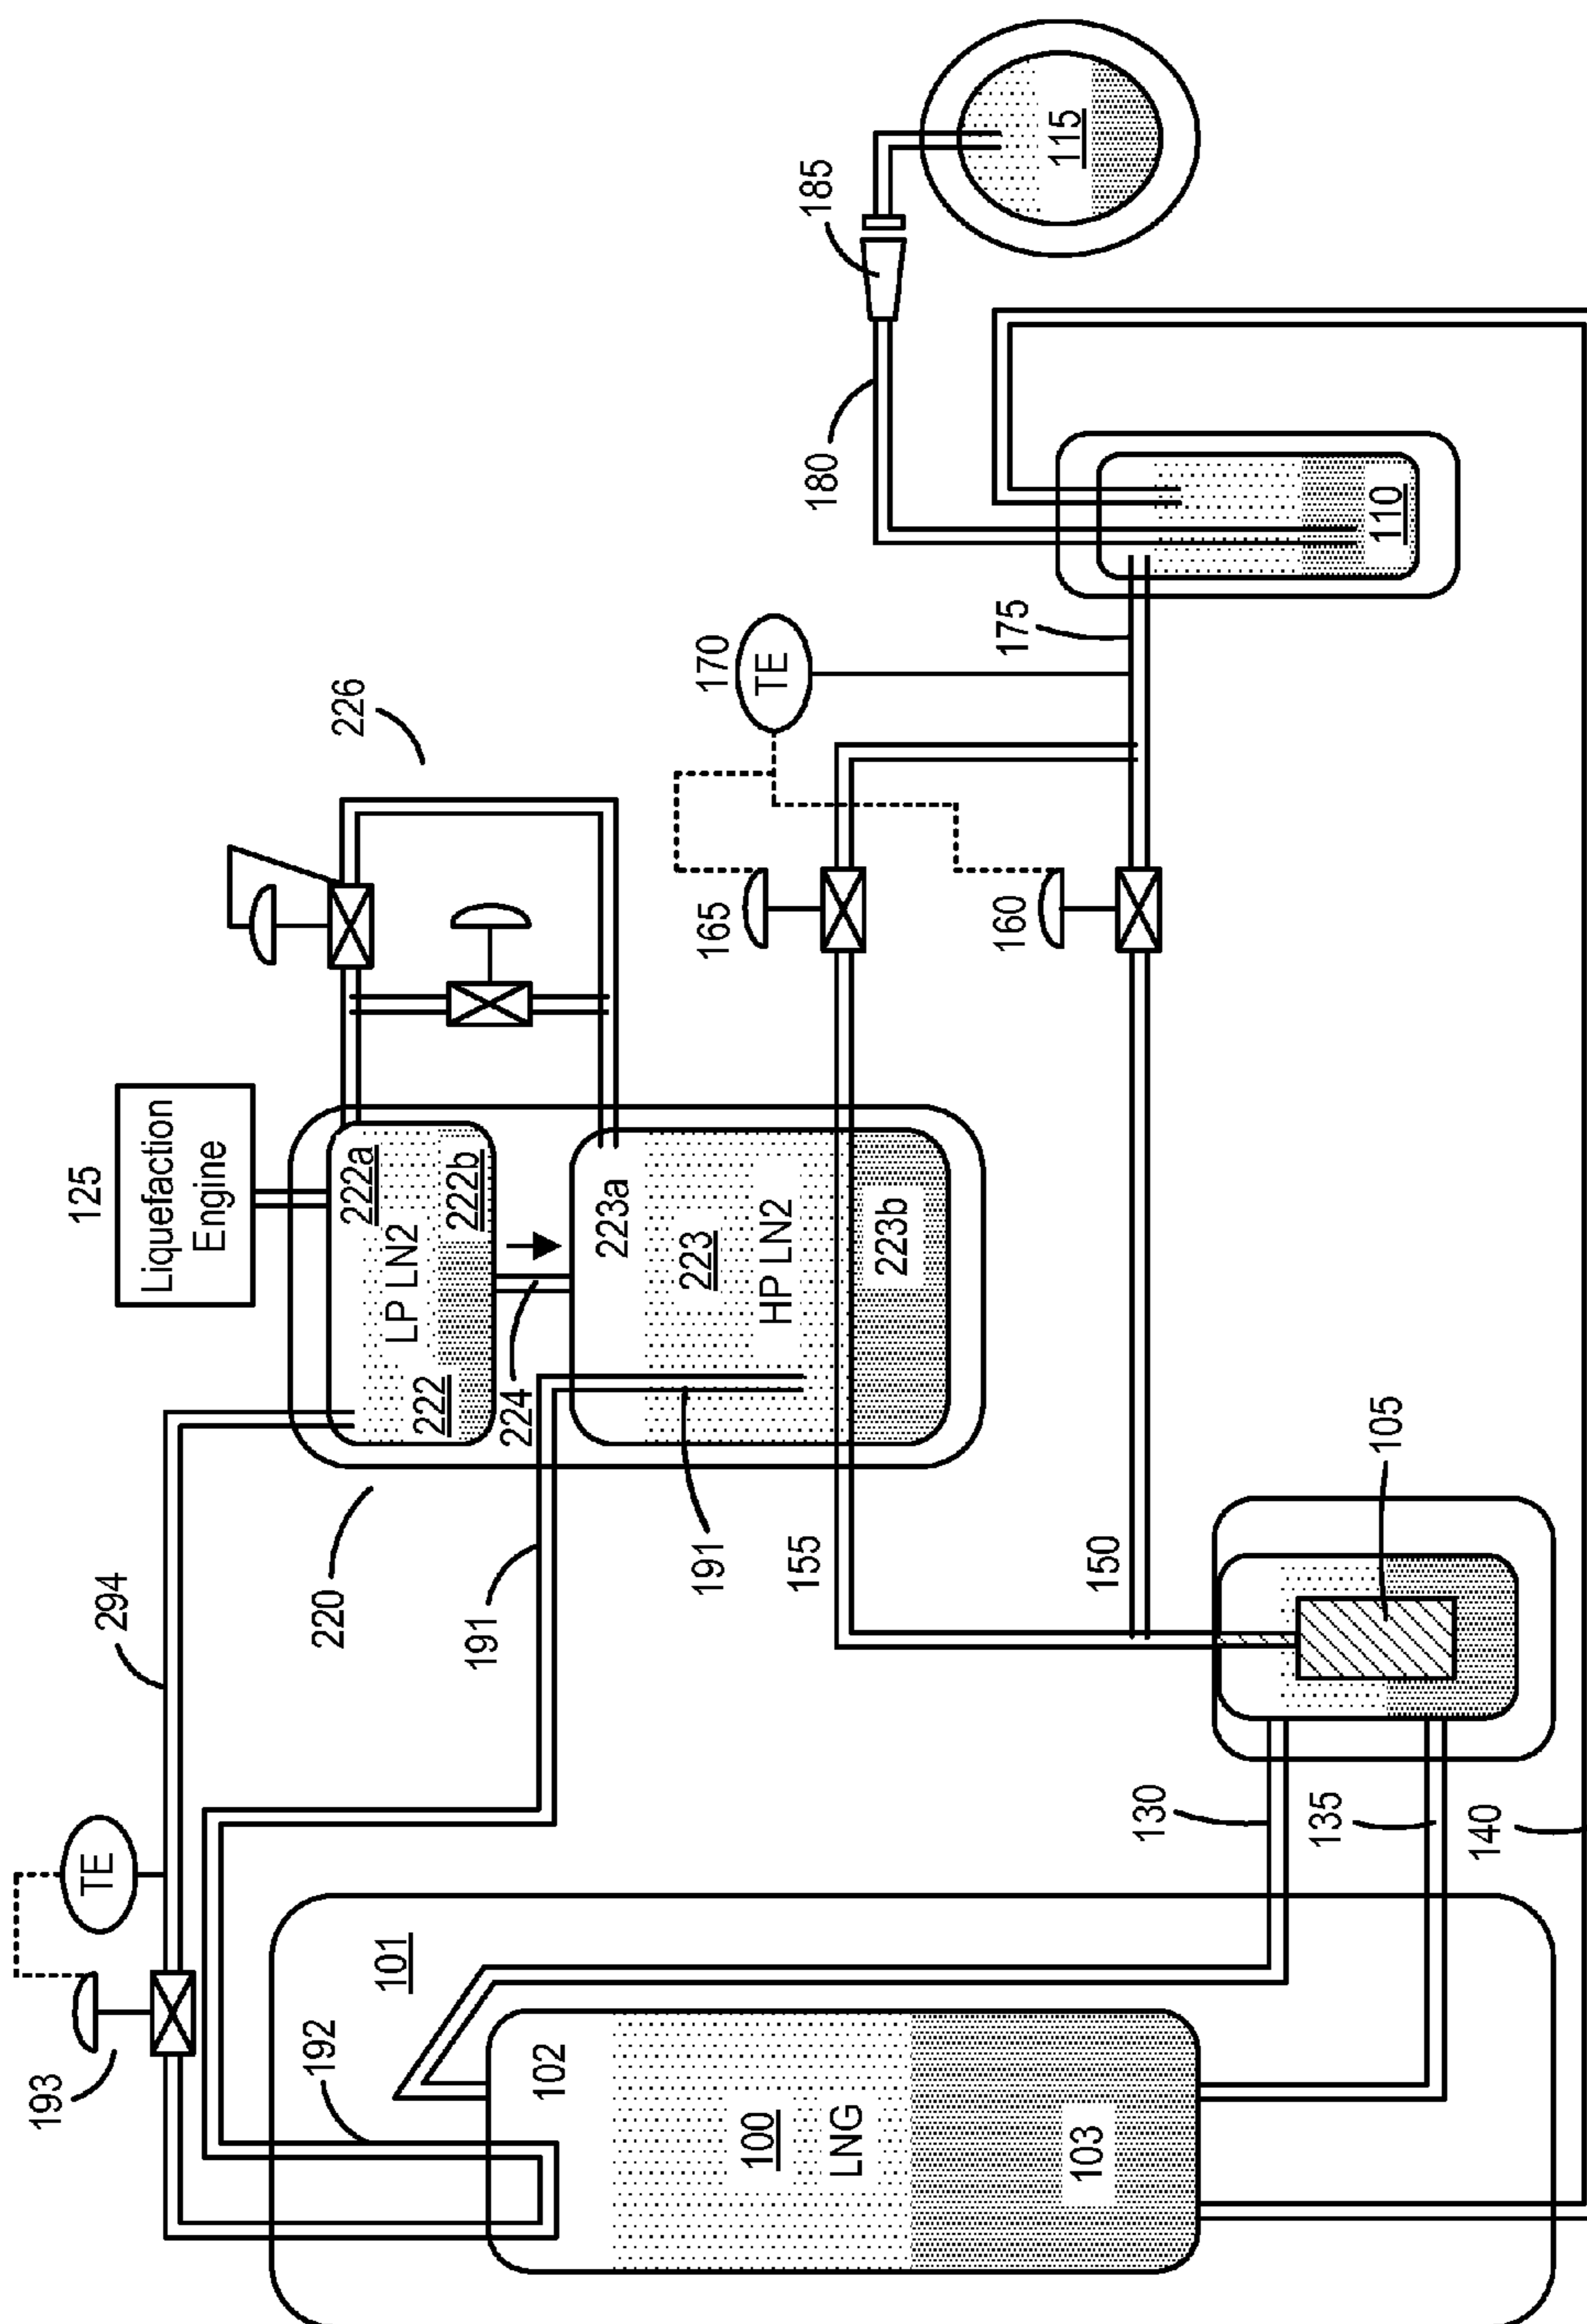 193
TE
294
125
Liquefaction
Engine
226
192
101
191
220
222a
LP LN2
222
222b
224
223a
223
HP LN2
223b
191
102
100
LNG
103
155
150
165
160
170
TE
175
180
185
115
110
130
135
140
105